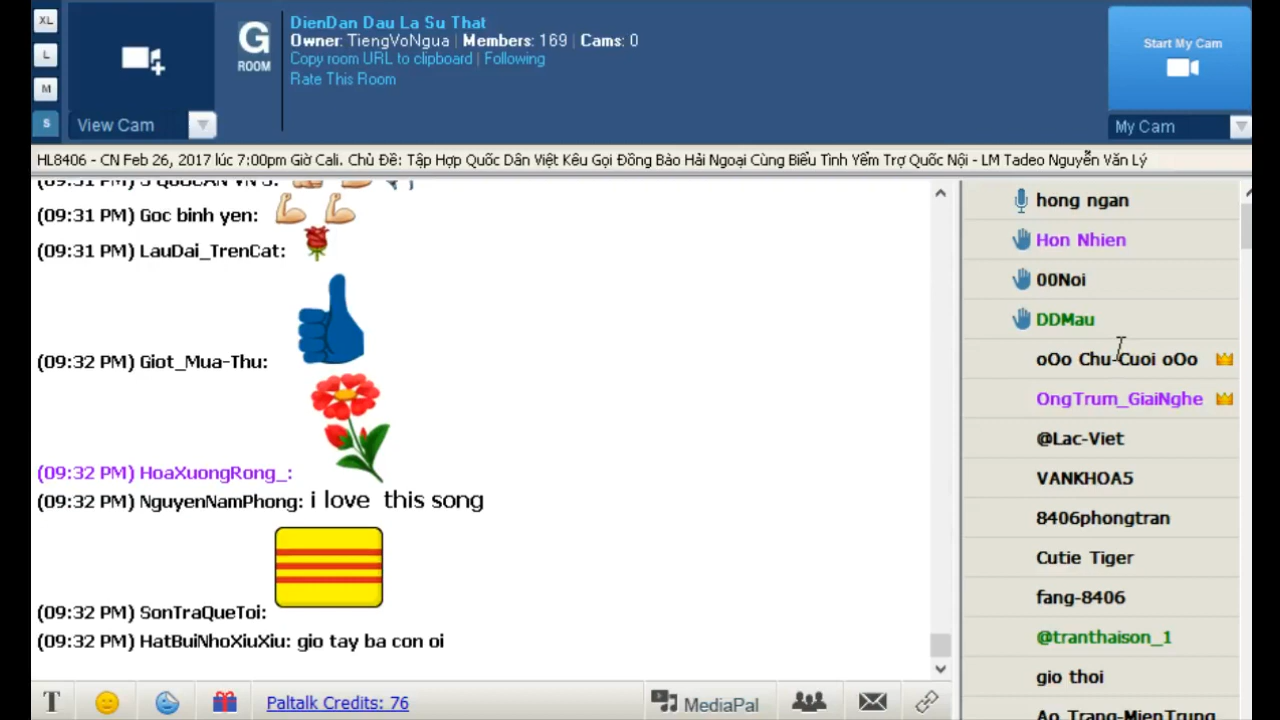 XL
L
M
S
View Cam
G
ROOM
DienDan Dau La Su That
Owner: TiengVoNgua | Members: 169 | Cams: 0
Copy room URL to clipboard | Following
Rate This Room
Start My Cam
My Cam
HL8406 - CN Feb 26, 2017 lúc 7:00pm Giờ Cali. Chủ Đề: Tập Hợp Quốc Dân Việt Kêu Gọi Đồng Bào Hải Ngoại Cùng Biểu Tình Yểm Trợ Quốc Nội - LM Tadeo Nguyễn Văn Lý
(09:31 PM)
(09:31 PM) Goc binh yen:
(09:31 PM) LauDai_TrenCat:
(09:32 PM) Giot_Mua-Thu:
(09:32 PM) HoaXuongRong_:
(09:32 PM) NguyenNamPhong: i love this song
(09:32 PM) SonTraQueToi:
(09:32 PM) HatBuiNhoXiuXiu: gio tay ba con oi
hong ngan
Hon Nhien
00Noi
DDMau
oOo Chu-Cuoi oOo
OngTrum_GiaiNghe
@Lac-Viet
VANKHOA5
8406phongtran
Cutie Tiger
fang-8406
@tranthaison_1
gio thoi
Ao Trang-MienTrung
T
Paltalk Credits: 76
MediaPal